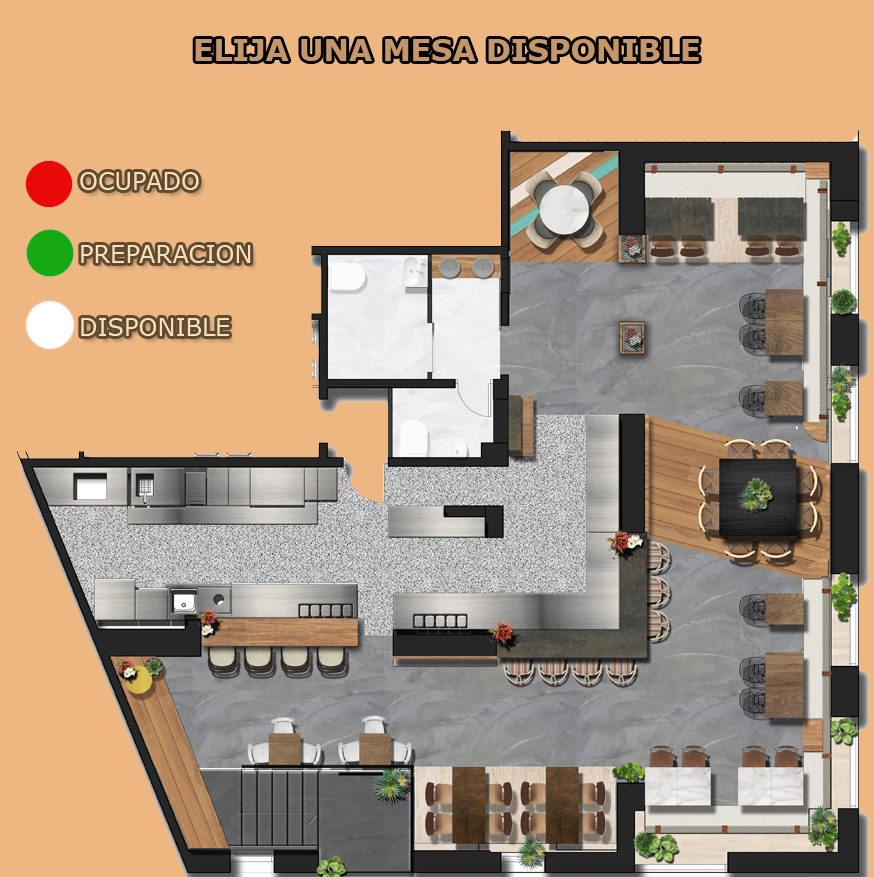 ELIJA UNA MESA DISPONIBLE
OCUPADO
PREPARACION
DISPONIBLE